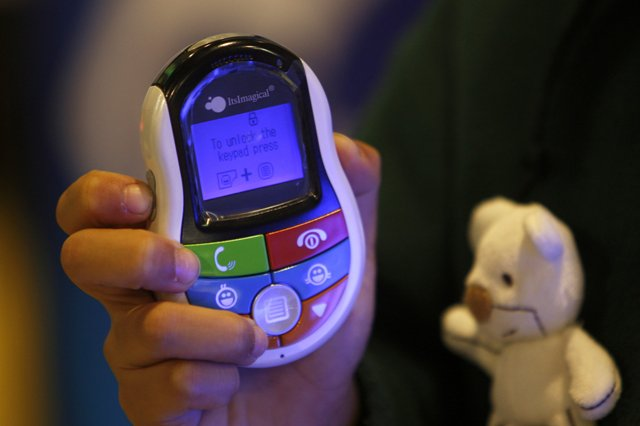 ItsImagical®
To unlock the
keypad press
+